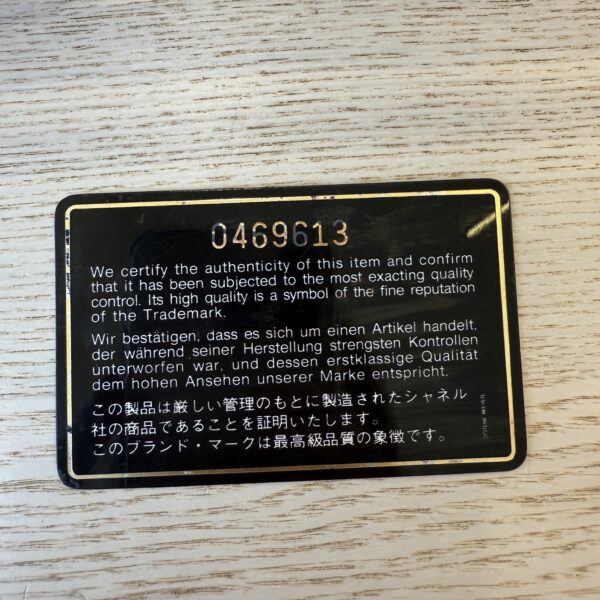 0469613
We certify the authenticity of this item and confirm
that it has been subjected to the most exacting quality
control. Its high quality is a symbol of the fine reputation
of the Trademark.
Wir bestätigen, dass es sich um einen Artikel handelt,
der während seiner Herstellung strengsten Kontrollen
unterworfen war, und dessen erstklassige Qualität
dem hohen Ansehen unserer Marke entspricht.
この製品は厳しい管理のもとに製造されたシャネル
社の商品であることを証明いたします。
このブランド・マークは最高級品質の象徴です。